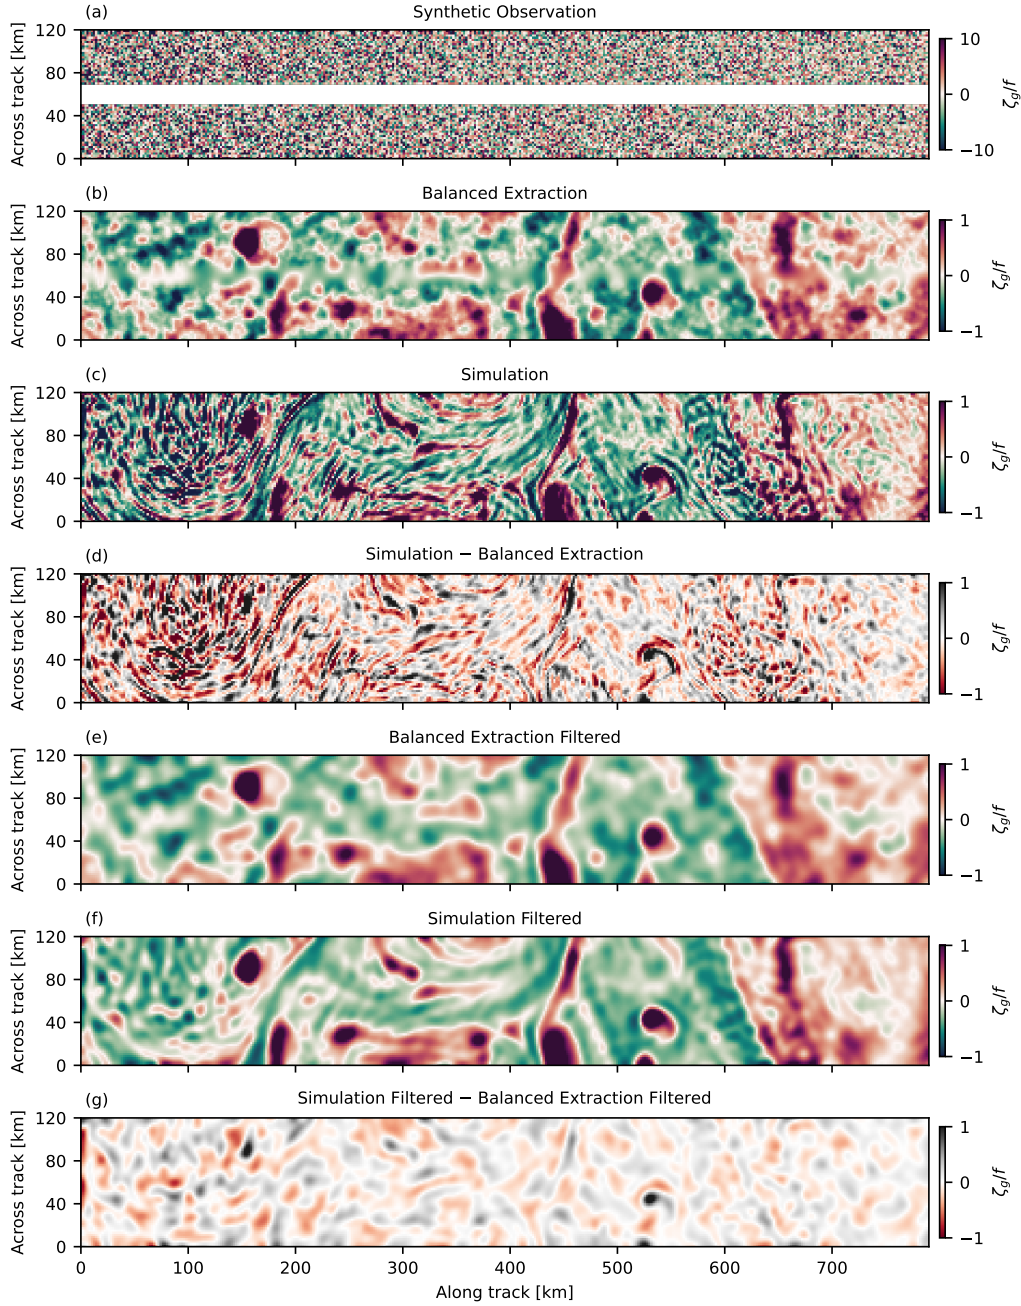 (a) Synthetic Observation
120
80
40
0
Across track [km]
10
0
−10
ζg/f
(b) Balanced Extraction
120
80
40
0
Across track [km]
1
0
−1
ζg/f
(c) Simulation
120
80
40
0
Across track [km]
1
0
−1
ζg/f
(d) Simulation − Balanced Extraction
120
80
40
0
Across track [km]
1
0
−1
ζg/f
(e) Balanced Extraction Filtered
120
80
40
0
Across track [km]
1
0
−1
ζg/f
(f) Simulation Filtered
120
80
40
0
Across track [km]
1
0
−1
ζg/f
(g) Simulation Filtered − Balanced Extraction Filtered
120
80
40
0
Across track [km]
1
0
−1
ζg/f
0 100 200 300 400 500 600 700
Along track [km]